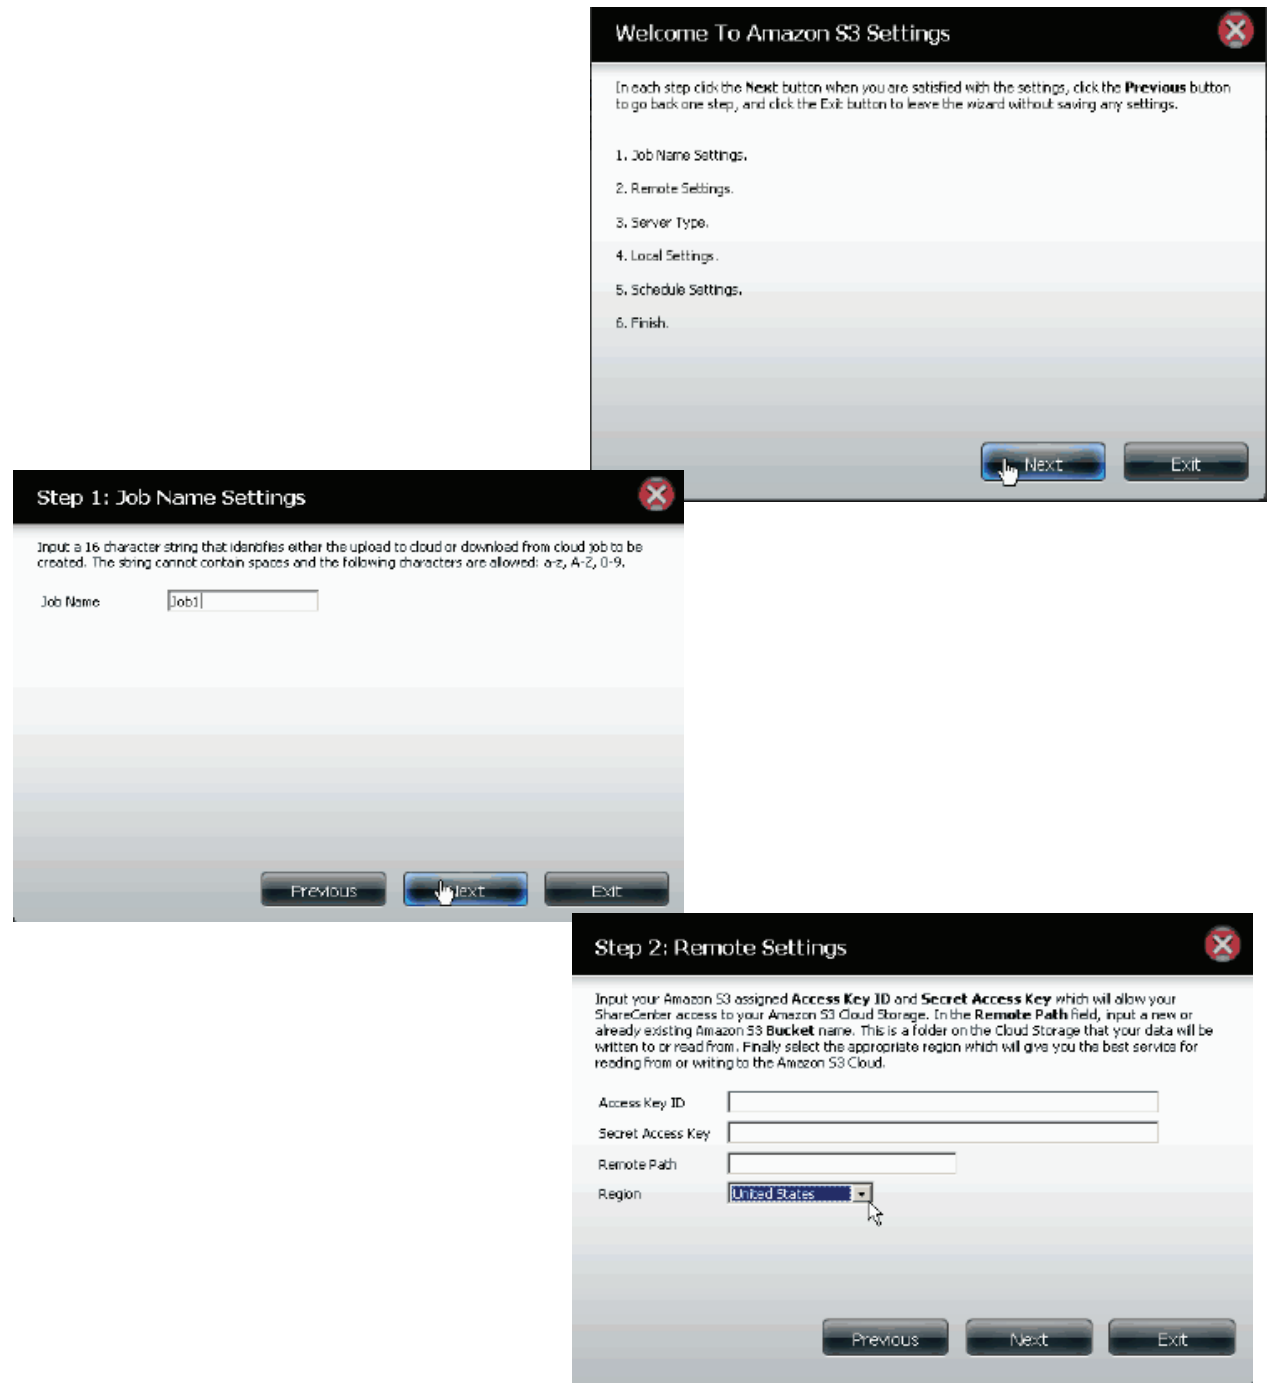 Welcome To Amazon S3 Settings
In each step click the Next button when you are satisfied with the settings, click the Previous button
to go back one step, and click the Exit button to leave the wizard without saving any settings.
1. Job Name Settings.
2. Remote Settings.
3. Server Type.
4. Local Settings.
5. Schedule Settings.
6. Finish.
Next
Exit
Step 1: Job Name Settings
Input a 16 character string that identifies either the upload to cloud or download from cloud job to be
created. The string cannot contain spaces and the following characters are allowed: a-z, A-Z, 0-9.
Job Name
Job1
Previous
Next
Exit
Step 2: Remote Settings
Input your Amazon S3 assigned Access Key ID and Secret Access Key which will allow your
ShareCenter access to your Amazon S3 Cloud Storage. In the Remote Path field, input a new or
already existing Amazon S3 Bucket name. This is a folder on the Cloud Storage that your data will be
written to or read from. Finally select the appropriate region which will give you the best service for
reading from or writing to the Amazon S3 Cloud.
Access Key ID
Secret Access Key
Remote Path
Region
United States
Previous
Next
Exit